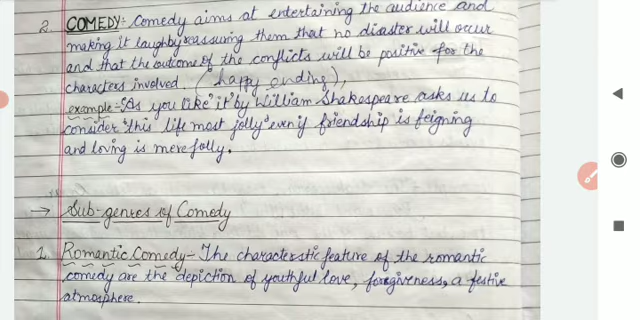 2. COMEDY:- Comedy aims at entertaining the audience and
making it laugh by reassuring them that no disaster will occur
and that the outcome of the conflicts will be positive for the
characters involved. (happy ending),
example:- 'As you like it' by William Shakespeare asks us to
consider "this life most jolly" even if friendship is feigning
and loving is mere folly.
→ Sub-genres of Comedy
1. Romantic Comedy - The characterstic feature of the romantic
comedy are the depiction of youthful love, forgiveness, a festive
atmosphere.